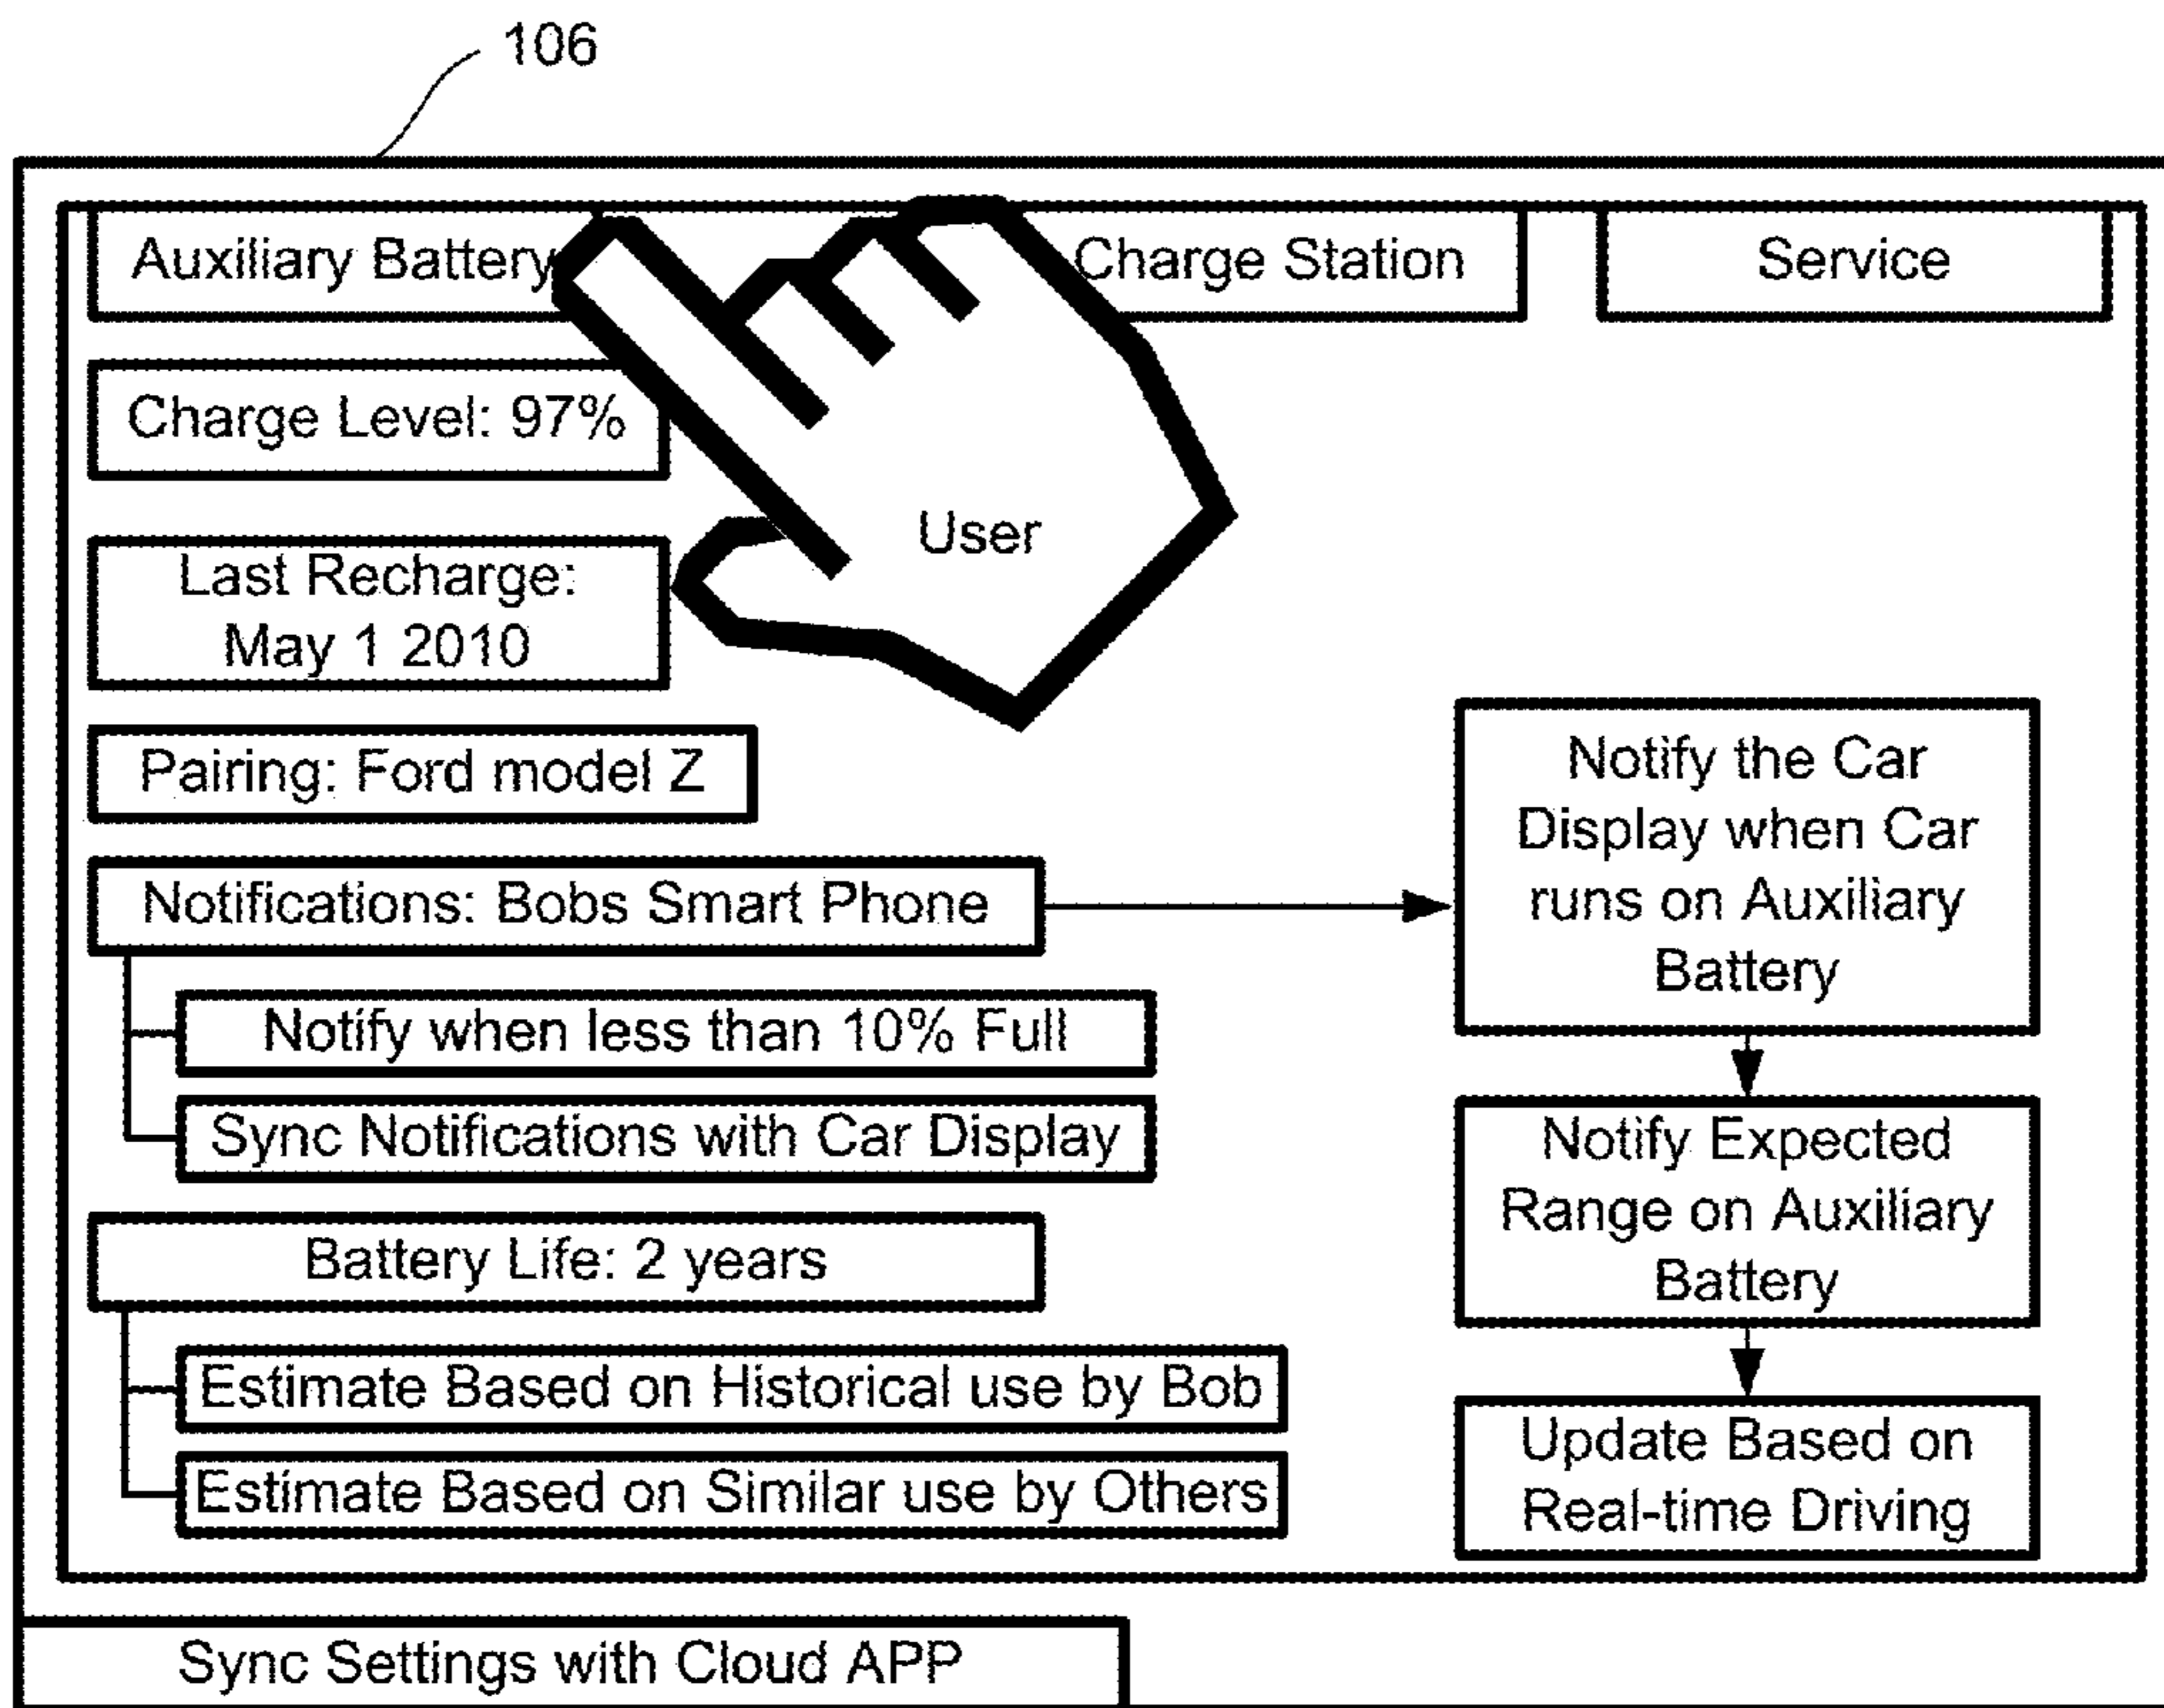 106
Auxiliary Battery
Charge Station
Service
Charge Level: 97%
User
Last Recharge:
May 1 2010
Pairing: Ford model Z
Notifications: Bobs Smart Phone
Notify when less than 10% Full
Sync Notifications with Car Display
Battery Life: 2 years
Estimate Based on Historical use by Bob
Estimate Based on Similar use by Others
Notify the Car
Display when Car
runs on Auxiliary
Battery
Notify Expected
Range on Auxiliary
Battery
Update Based on
Real-time Driving
Sync Settings with Cloud APP